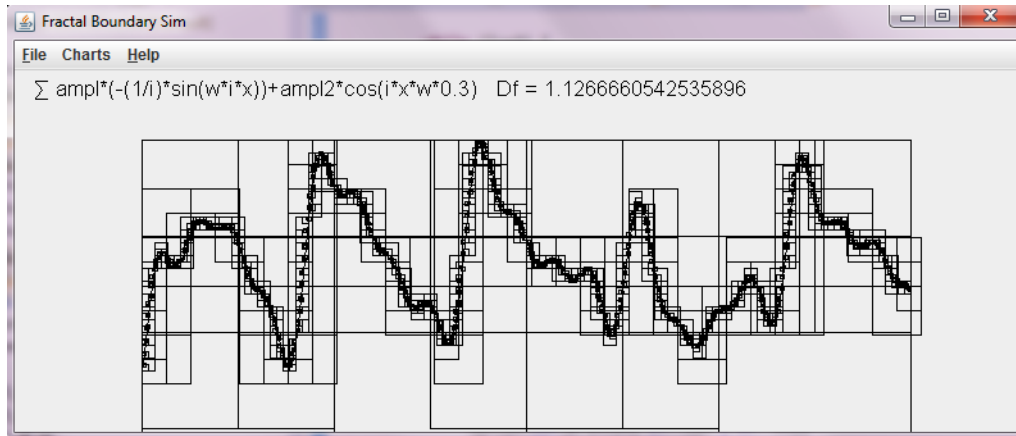 Fractal Boundary Sim
File Charts Help
∑ ampl*(-(1/i)*sin(w*i*x))+ampl2*cos(i*x*w*0.3) Df = 1.1266660542535896